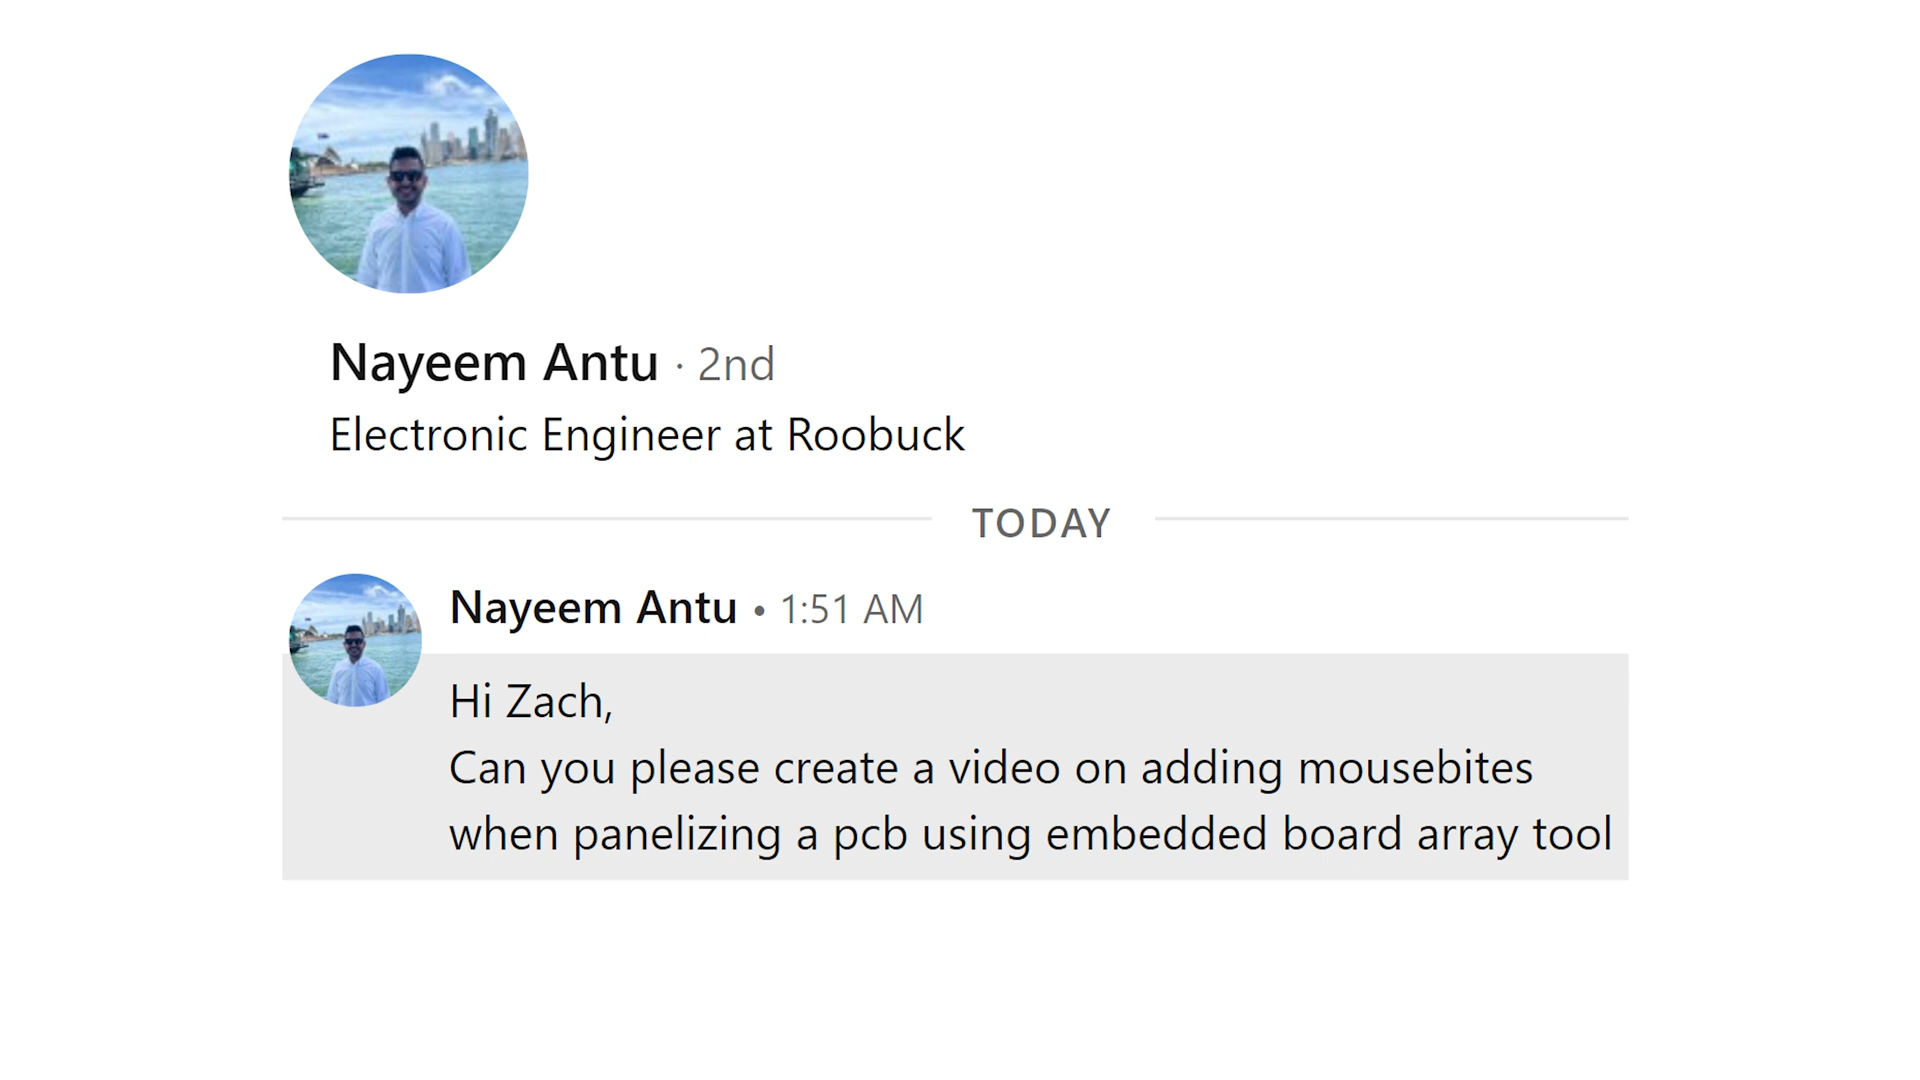 Nayeem Antu · 2nd
Electronic Engineer at Roobuck
TODAY
Nayeem Antu • 1:51 AM
Hi Zach,
Can you please create a video on adding mousebites
when panelizing a pcb using embedded board array tool